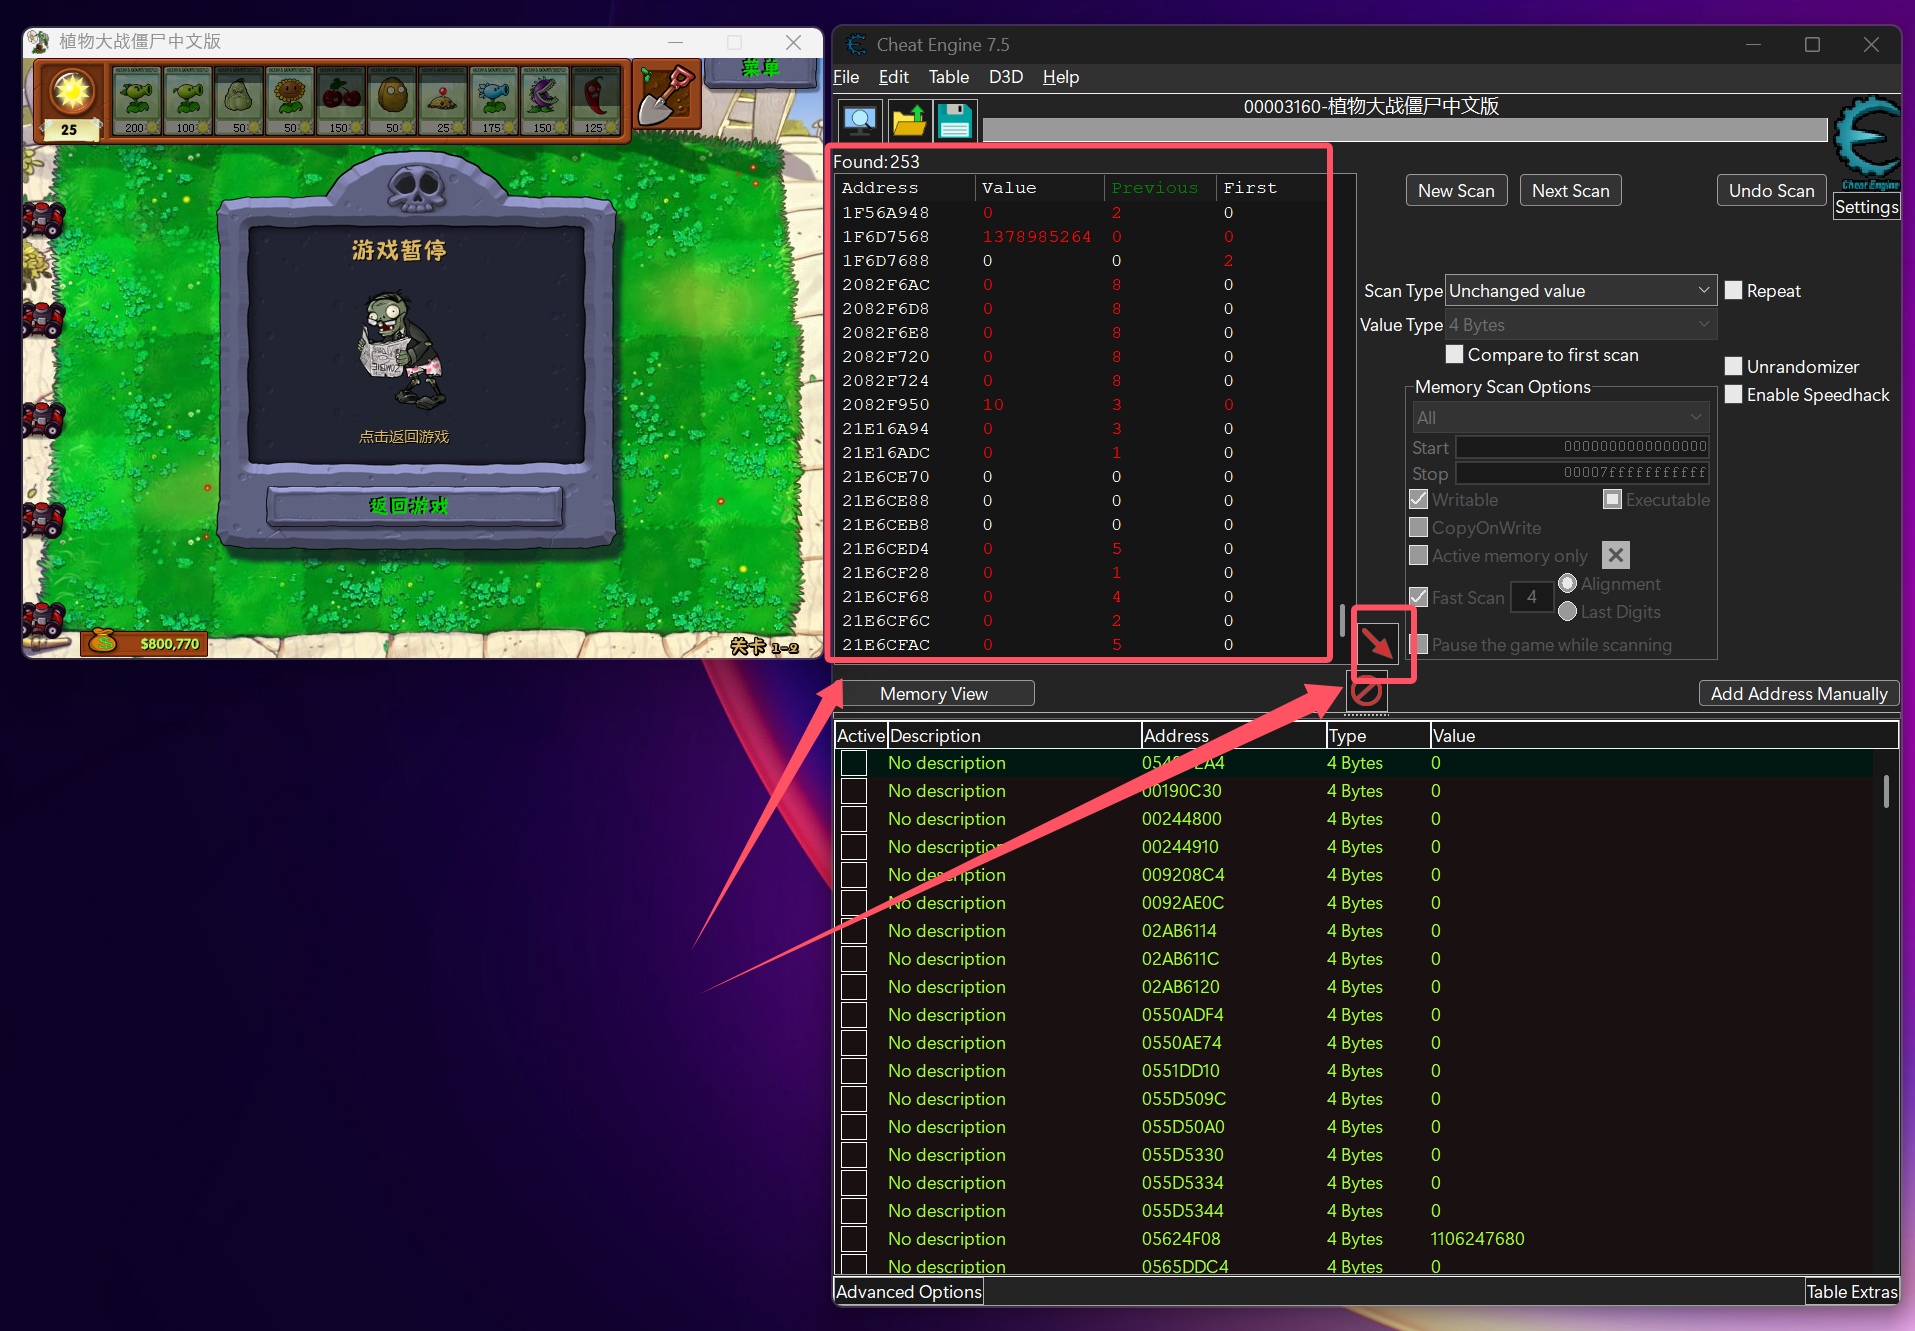 植物大战僵尸中文版
25
200
100
50
50
150
50
25
175
150
125
菜单
游戏暂停
点击返回游戏
返回游戏
$800,770
关卡 1-2
Cheat Engine 7.5
File Edit Table D3D Help
00003160-植物大战僵尸中文版
Cheat Engine
Settings
Found:253
Address Value Previous First
1F56A948 0 2 0
1F6D7568 1378985264 0 0
1F6D7688 0 0 2
2082F6AC 0 8 0
2082F6D8 0 8 0
2082F6E8 0 8 0
2082F720 0 8 0
2082F724 0 8 0
2082F950 10 3 0
21E16A94 0 3 0
21E16ADC 0 1 0
21E6CE70 0 0 0
21E6CE88 0 0 0
21E6CEB8 0 0 0
21E6CED4 0 5 0
21E6CF28 0 1 0
21E6CF68 0 4 0
21E6CF6C 0 2 0
21E6CFAC 0 5 0
New Scan Next Scan Undo Scan
Scan Type Unchanged value Repeat
Value Type 4 Bytes
Compare to first scan
Unrandomizer
Enable Speedhack
Memory Scan Options
All
Start 0000000000000000
Stop 00007fffffffffff
Writable Executable
CopyOnWrite
Active memory only
Fast Scan 4 Alignment
Last Digits
Pause the game while scanning
Memory View Add Address Manually
Active Description Address Type Value
No description 4 Bytes 0
No description 00190C30 4 Bytes 0
No description 00244800 4 Bytes 0
No description 00244910 4 Bytes 0
No description 009208C4 4 Bytes 0
No description 0092AE0C 4 Bytes 0
No description 02AB6114 4 Bytes 0
No description 02AB611C 4 Bytes 0
No description 02AB6120 4 Bytes 0
No description 0550ADF4 4 Bytes 0
No description 0550AE74 4 Bytes 0
No description 0551DD10 4 Bytes 0
No description 055D509C 4 Bytes 0
No description 055D50A0 4 Bytes 0
No description 055D5330 4 Bytes 0
No description 055D5334 4 Bytes 0
No description 055D5344 4 Bytes 0
No description 05624F08 4 Bytes 1106247680
No description 0565DDC4 4 Bytes 0
Advanced Options Table Extras